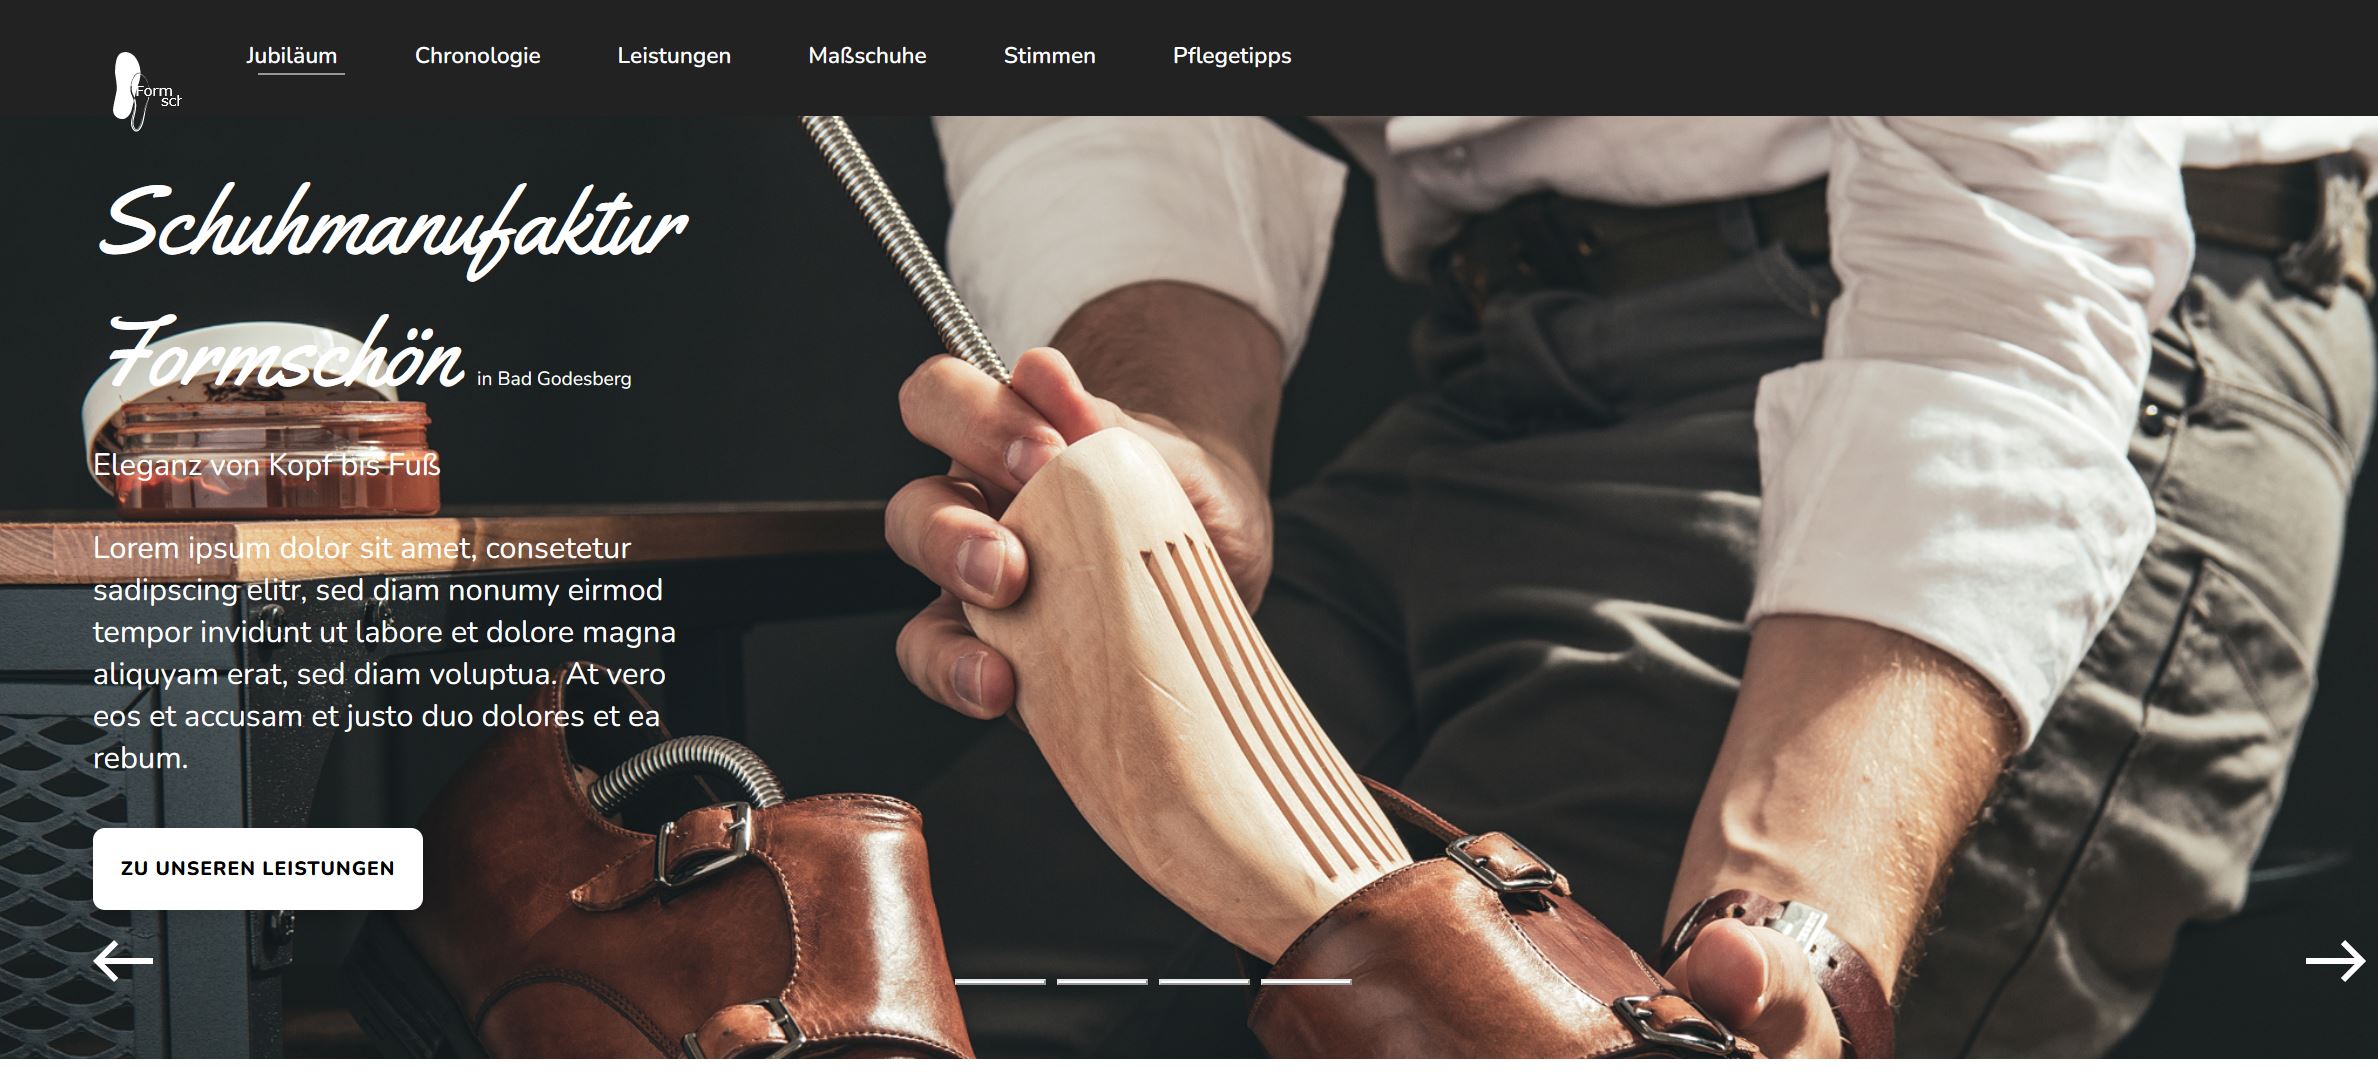 Jubiläum Chronologie Leistungen Maßschuhe Stimmen Pflegetipps
Form
sch
Schuhmanufaktur
Formschön in Bad Godesberg
Eleganz von Kopf bis Fuß
Lorem ipsum dolor sit amet, consetetur
sadipscing elitr, sed diam nonumy eirmod
tempor invidunt ut labore et dolore magna
aliquyam erat, sed diam voluptua. At vero
eos et accusam et justo duo dolores et ea
rebum.
ZU UNSEREN LEISTUNGEN